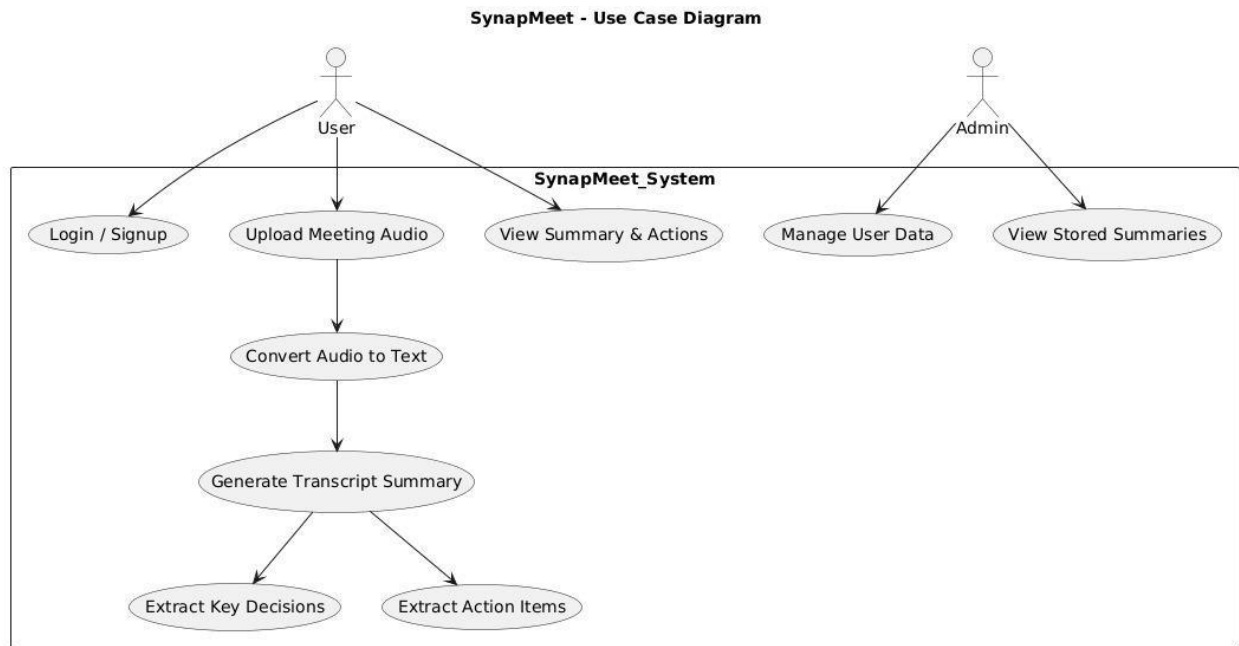 SynapMeet - Use Case Diagram
User
Admin
SynapMeet_System
Login / Signup
Upload Meeting Audio
View Summary & Actions
Manage User Data
View Stored Summaries
Convert Audio to Text
Generate Transcript Summary
Extract Key Decisions
Extract Action Items